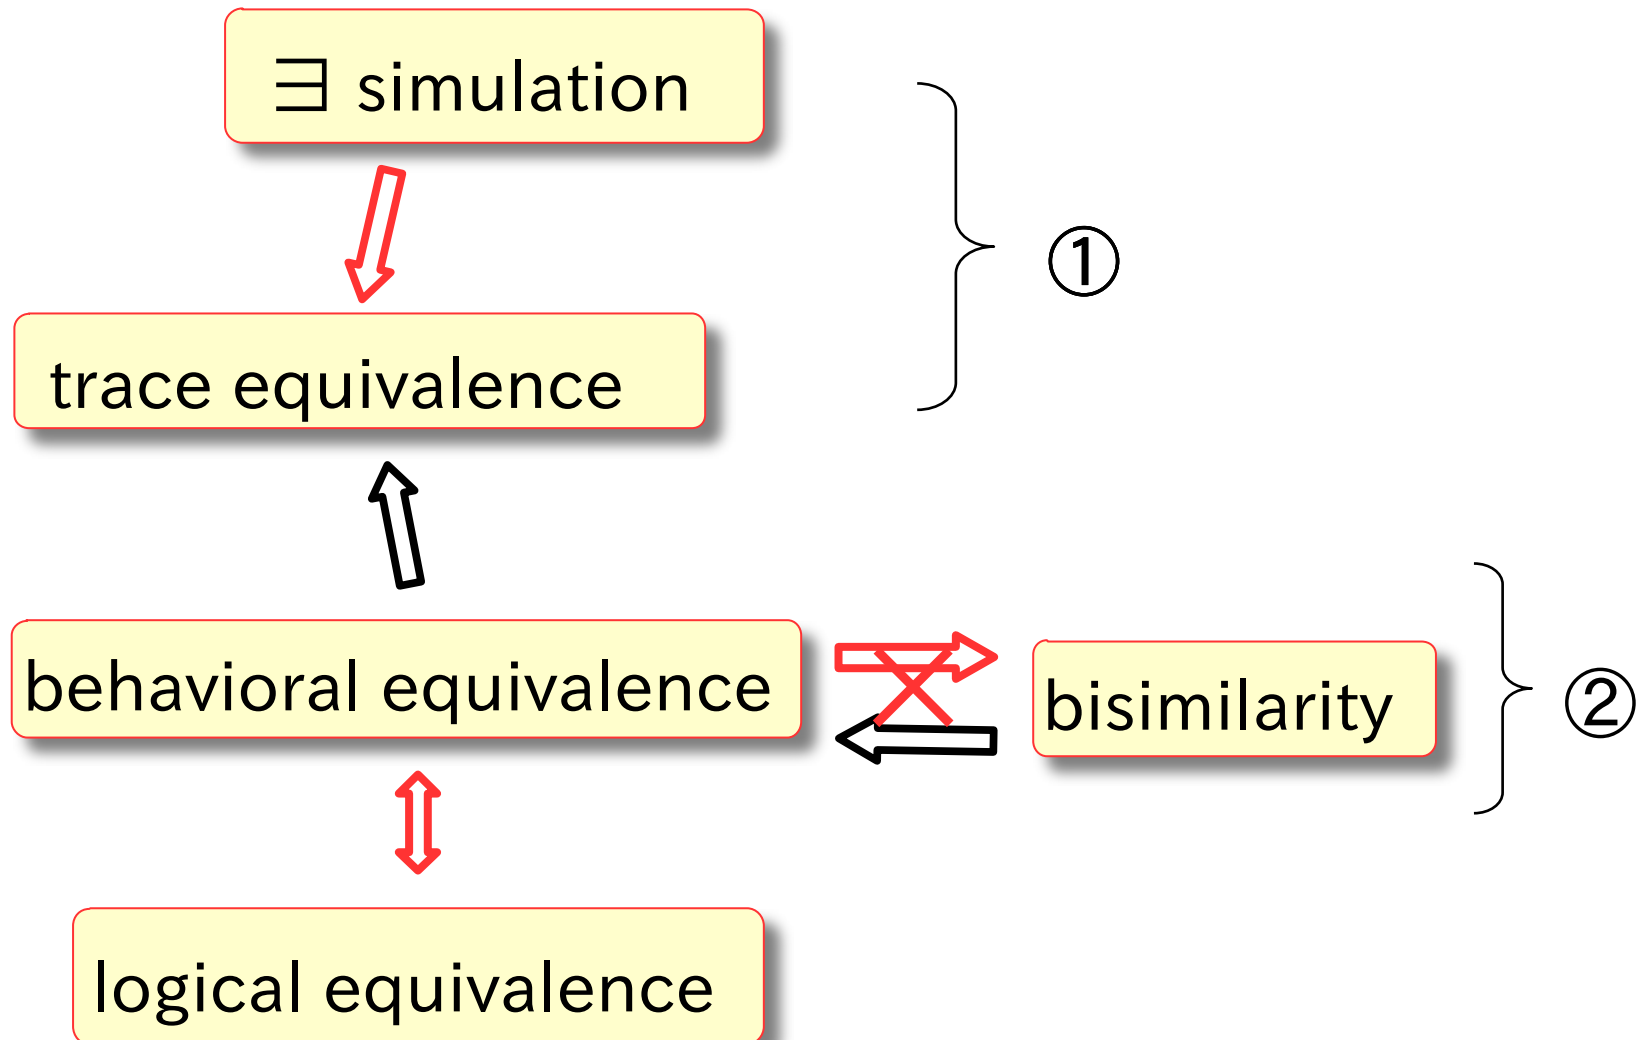 ∃ simulation
①
trace equivalence
behavioral equivalence
bisimilarity
②
logical equivalence